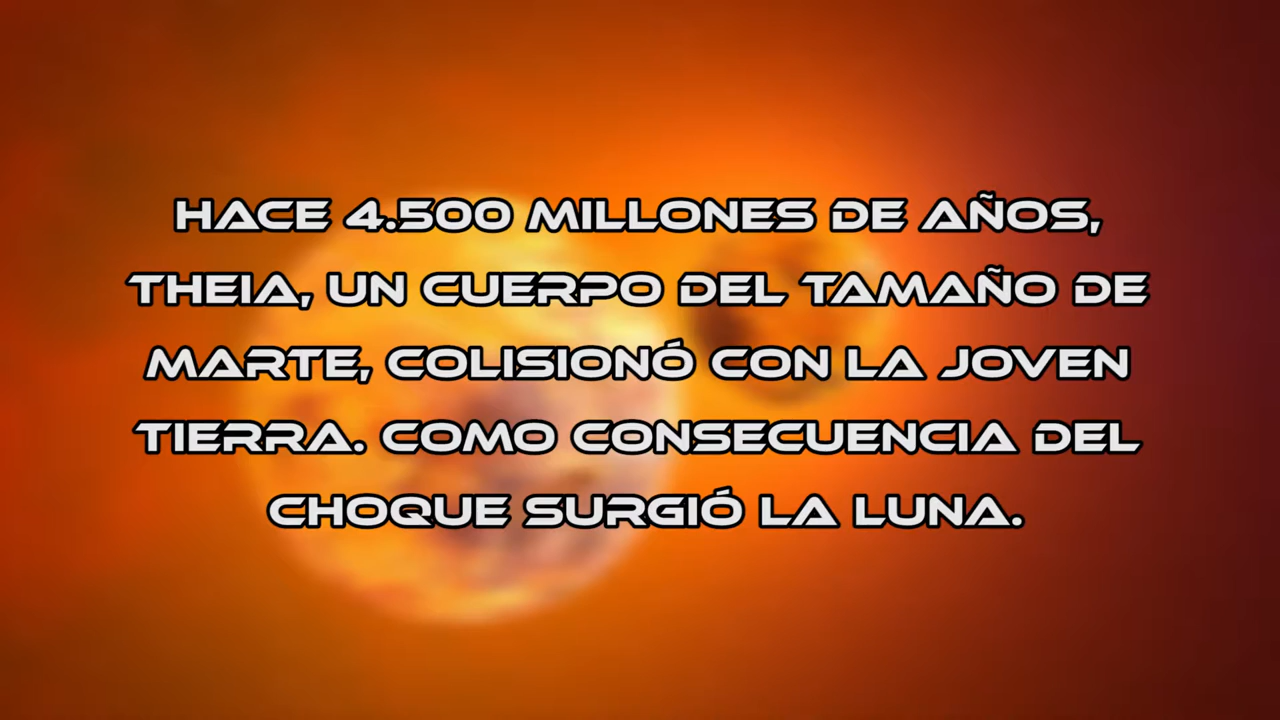 HACE 4.500 MILLONES DE AÑOS,
THEIA, UN CUERPO DEL TAMAÑO DE
MARTE, COLISIONÓ CON LA JOVEN
TIERRA. COMO CONSECUENCIA DEL
CHOQUE SURGIÓ LA LUNA.